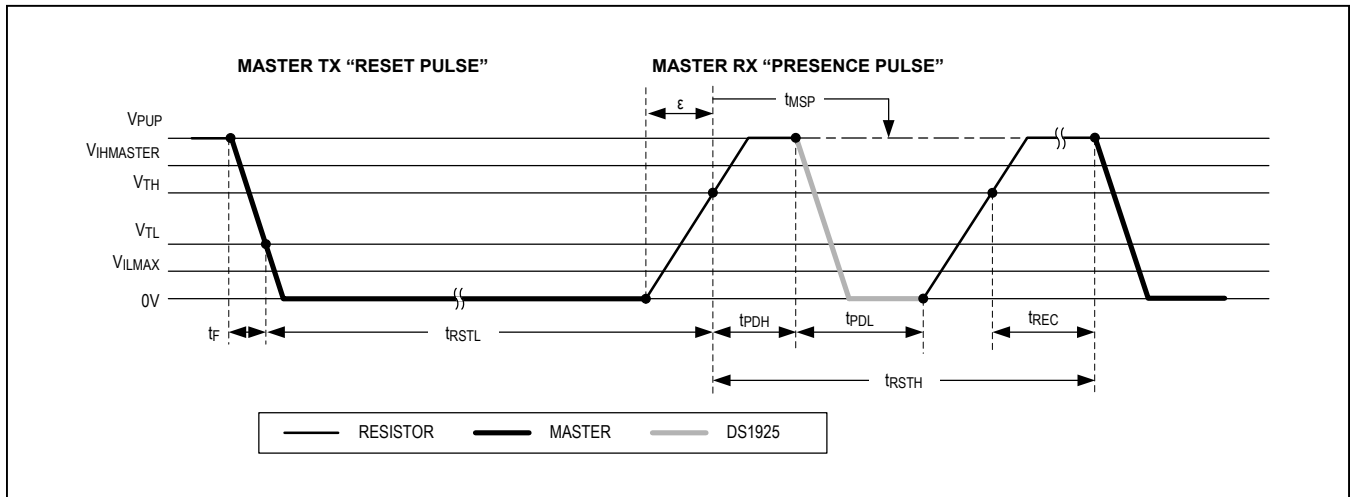 MASTER TX “RESET PULSE” MASTER RX “PRESENCE PULSE”
ε tMSP
VPUP
VIHMASTER
VTH
VTL
VILMAX
0V
tF tRSTL tPDH tPDL tREC
tRSTH
RESISTOR MASTER DS1925